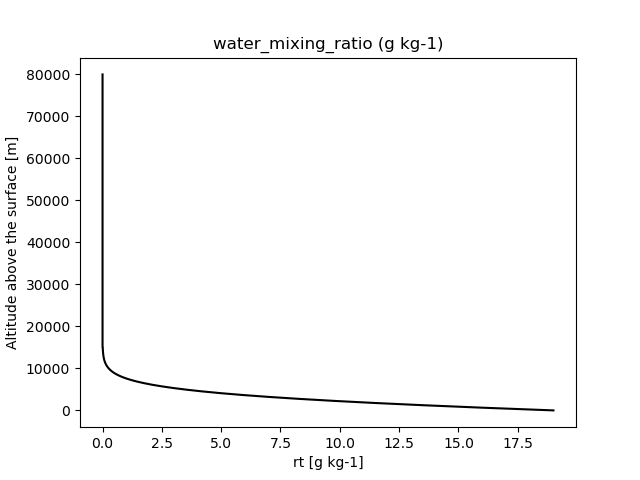 water_mixing_ratio (g kg-1)
Altitude above the surface [m]
80000
70000
60000
50000
40000
30000
20000
10000
0
0.0 2.5 5.0 7.5 10.0 12.5 15.0 17.5
rt [g kg-1]